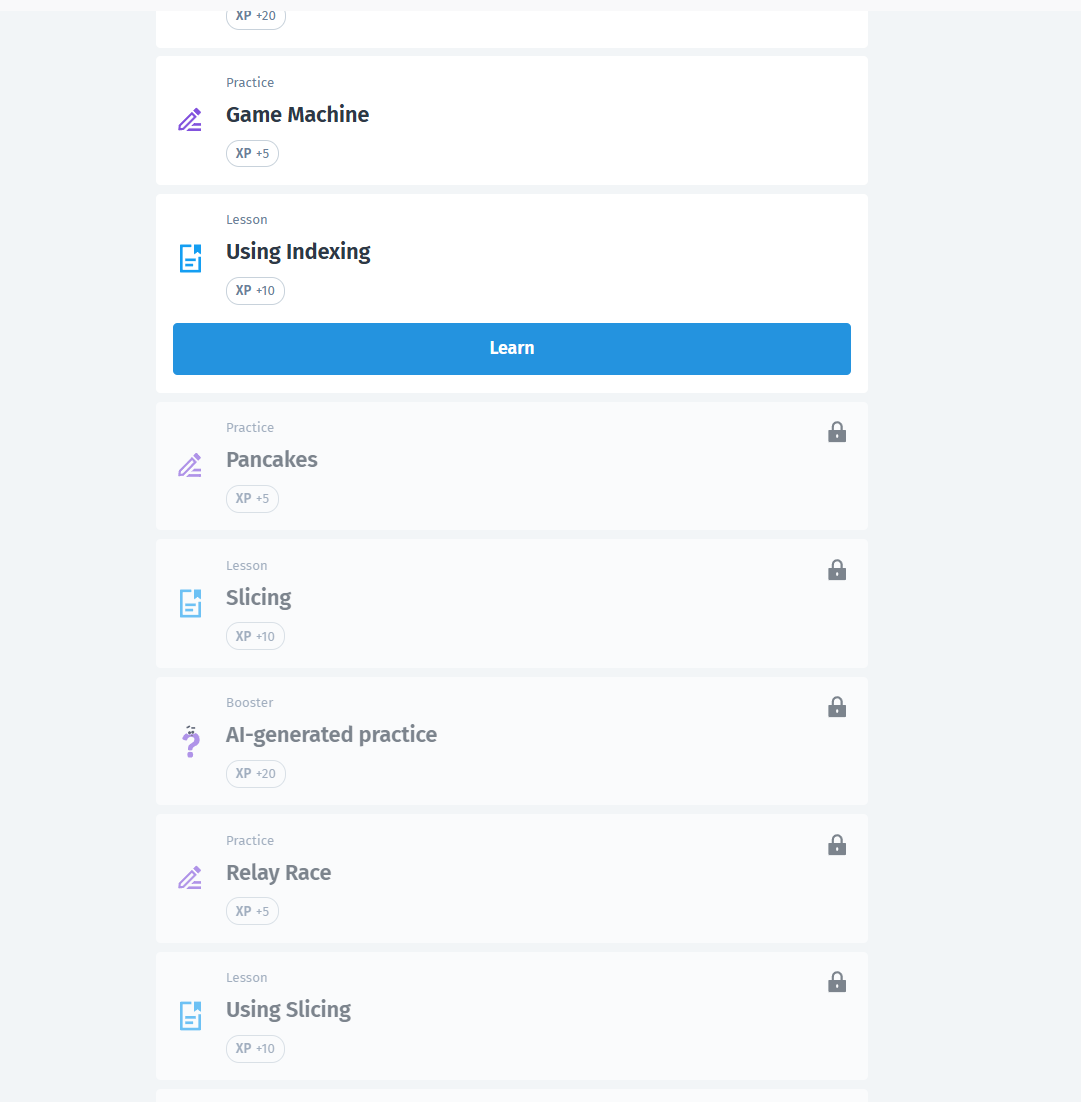 XP +20
Practice
Game Machine
XP +5
Lesson
Using Indexing
XP +10
Learn
Practice
Pancakes
XP +5
Lesson
Slicing
XP +10
Booster
AI-generated practice
XP +20
Practice
Relay Race
XP +5
Lesson
Using Slicing
XP +10